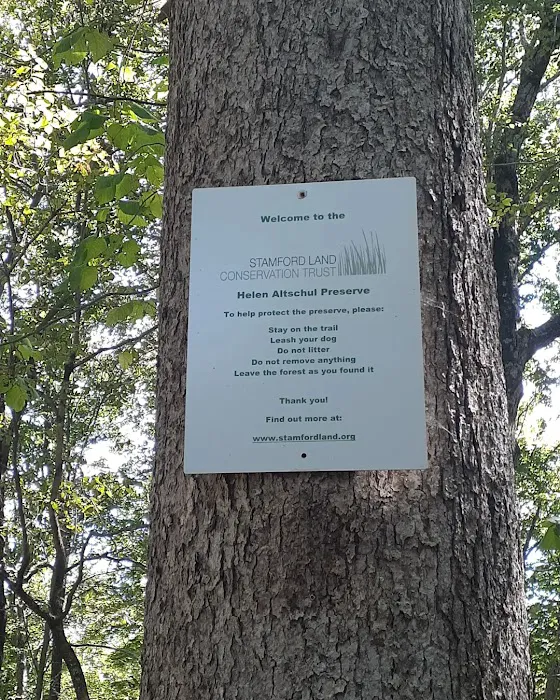 Welcome to the
STAMFORD LAND
CONSERVATION TRUST
Helen Altschul Preserve
To help protect the preserve, please:
Stay on the trail
Leash your dog
Do not litter
Do not remove anything
Leave the forest as you found it
Thank you!
Find out more at:
www.stamfordland.org